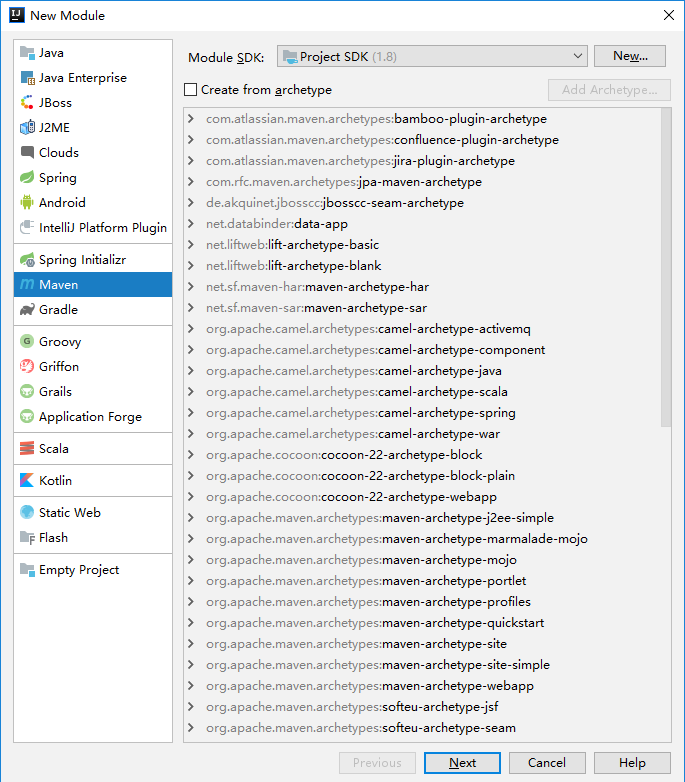 New Module
Java
Java Enterprise
JBoss
J2ME
Clouds
Spring
Android
IntelliJ Platform Plugin
Spring Initializr
Maven
Gradle
Groovy
Griffon
Grails
Application Forge
Scala
Kotlin
Static Web
Flash
Empty Project
Module SDK: Project SDK (1.8) New...
Create from archetype Add Archetype...
com.atlassian.maven.archetypes:bamboo-plugin-archetype
com.atlassian.maven.archetypes:confluence-plugin-archetype
com.atlassian.maven.archetypes:jira-plugin-archetype
com.rfc.maven.archetypes:jpa-maven-archetype
de.akquinet.jbosscc:jbosscc-seam-archetype
net.databinder:data-app
net.liftweb:lift-archetype-basic
net.liftweb:lift-archetype-blank
net.sf.maven-har:maven-archetype-har
net.sf.maven-sar:maven-archetype-sar
org.apache.camel.archetypes:camel-archetype-activemq
org.apache.camel.archetypes:camel-archetype-component
org.apache.camel.archetypes:camel-archetype-java
org.apache.camel.archetypes:camel-archetype-scala
org.apache.camel.archetypes:camel-archetype-spring
org.apache.camel.archetypes:camel-archetype-war
org.apache.cocoon:cocoon-22-archetype-block
org.apache.cocoon:cocoon-22-archetype-block-plain
org.apache.cocoon:cocoon-22-archetype-webapp
org.apache.maven.archetypes:maven-archetype-j2ee-simple
org.apache.maven.archetypes:maven-archetype-marmalade-mojo
org.apache.maven.archetypes:maven-archetype-mojo
org.apache.maven.archetypes:maven-archetype-portlet
org.apache.maven.archetypes:maven-archetype-profiles
org.apache.maven.archetypes:maven-archetype-quickstart
org.apache.maven.archetypes:maven-archetype-site
org.apache.maven.archetypes:maven-archetype-site-simple
org.apache.maven.archetypes:maven-archetype-webapp
org.apache.maven.archetypes:softeu-archetype-jsf
org.apache.maven.archetypes:softeu-archetype-seam
Previous Next Cancel Help